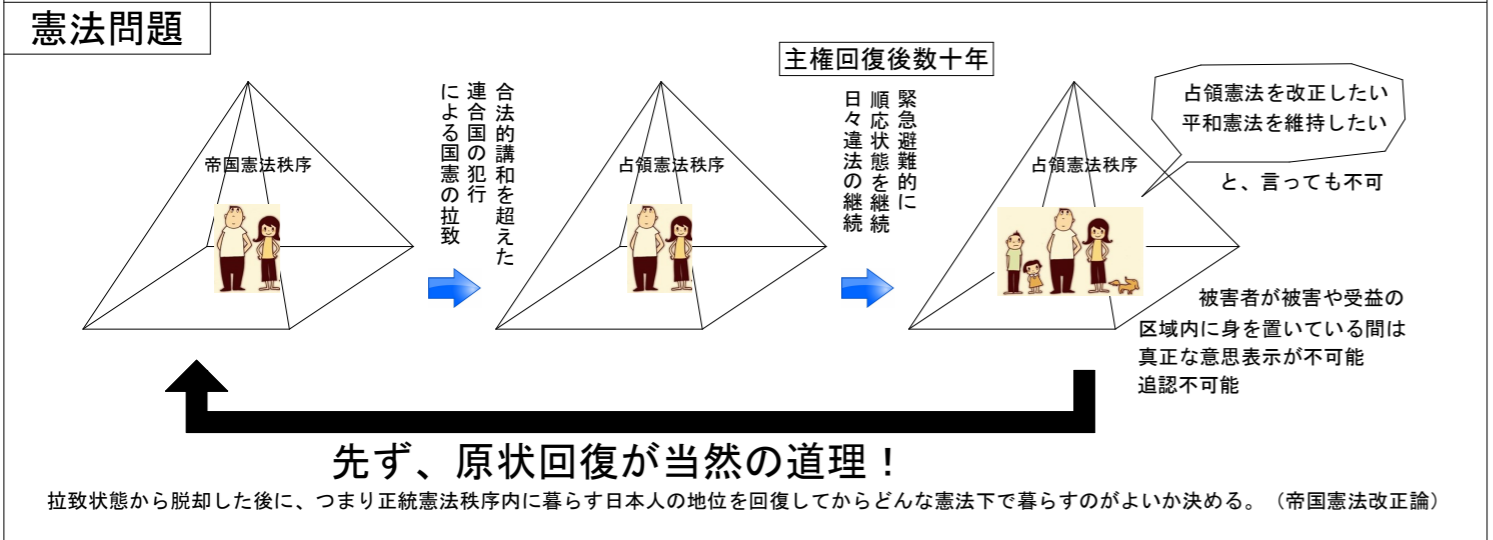 憲法問題
帝国憲法秩序
合法的講和を超えた
連合国の犯行
による国憲の拉致
占領憲法秩序
主権回復後数十年
緊急避難的に
順応状態を継続
日々違法の継続
占領憲法秩序
占領憲法を改正したい
平和憲法を維持したい
と、言っても不可
被害者が被害や受益の
区域内に身を置いている間は
真正な意思表示が不可能
追認不可能
先ず、原状回復が当然の道理！
拉致状態から脱却した後に、つまり正統憲法秩序内に暮らす日本人の地位を回復してからどんな憲法下で暮らすのがよいか決める。（帝国憲法改正論）